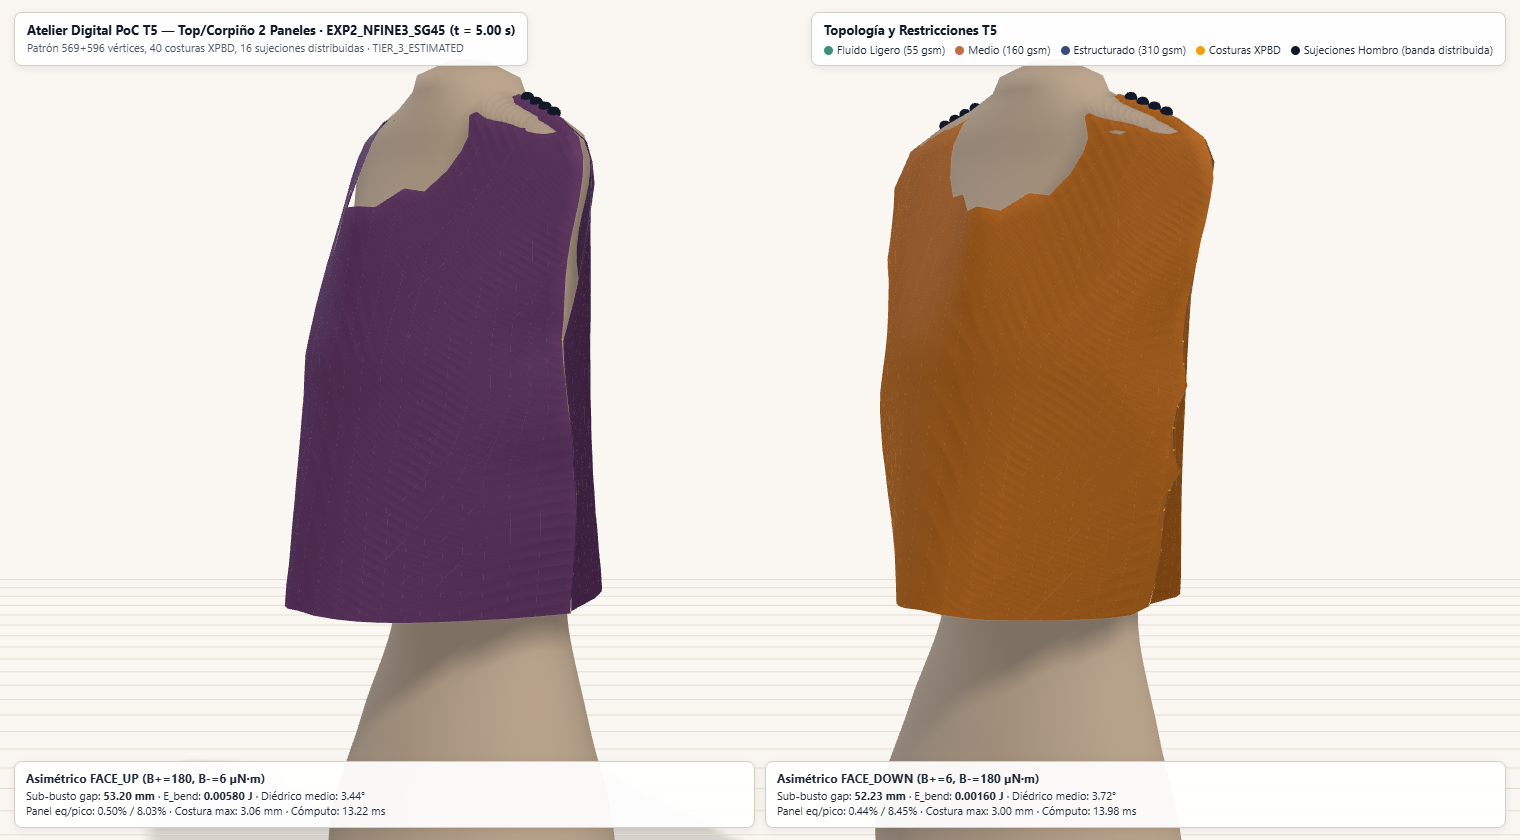 Atelier Digital PoC T5 — Top/Corpiño 2 Paneles · EXP2_NFINE3_SG45 (t = 5.00 s)
Patrón 569+596 vértices, 40 costuras XPBD, 16 sujeciones distribuidas · TIER_3_ESTIMATED
Topología y Restricciones T5
Fluido Ligero (55 gsm) Medio (160 gsm) Estructurado (310 gsm) Costuras XPBD Sujeciones Hombro (banda distribuida)
Asimétrico FACE_UP (B+=180, B-=6 µN·m)
Sub-busto gap: 53.20 mm · E_bend: 0.00580 J · Diédrico medio: 3.44°
Panel eq/pico: 0.50% / 8.03% · Costura max: 3.06 mm · Cómputo: 13.22 ms
Asimétrico FACE_DOWN (B+=6, B-=180 µN·m)
Sub-busto gap: 52.23 mm · E_bend: 0.00160 J · Diédrico medio: 3.72°
Panel eq/pico: 0.44% / 8.45% · Costura max: 3.00 mm · Cómputo: 13.98 ms